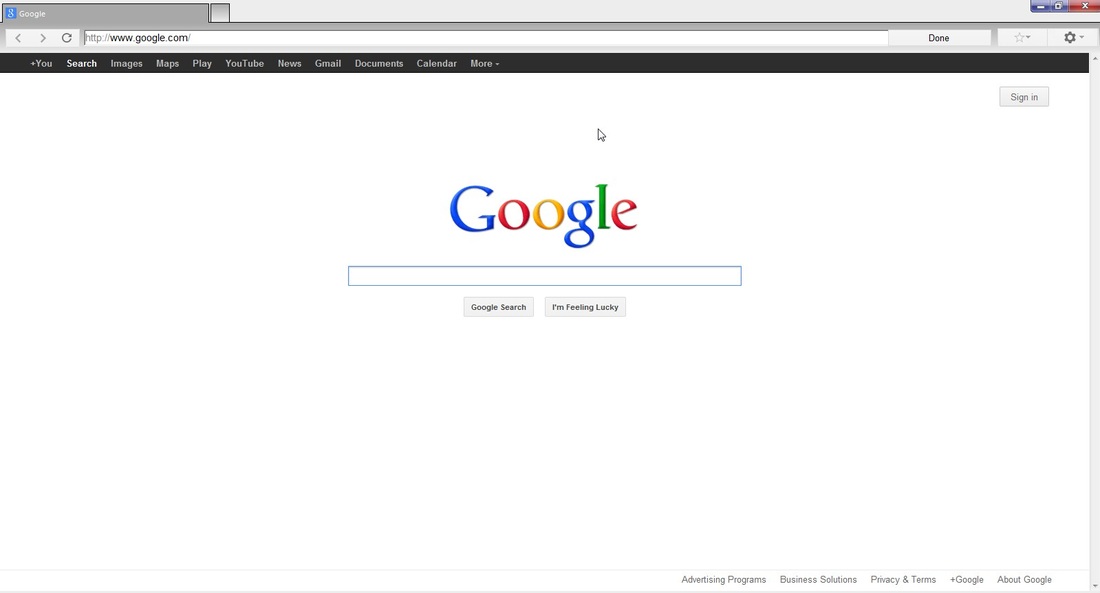 Google
http://www.google.com/ Done
+You Search Images Maps Play YouTube News Gmail Documents Calendar More
Sign in
Google
Google Search I'm Feeling Lucky
Advertising Programs Business Solutions Privacy & Terms +Google About Google